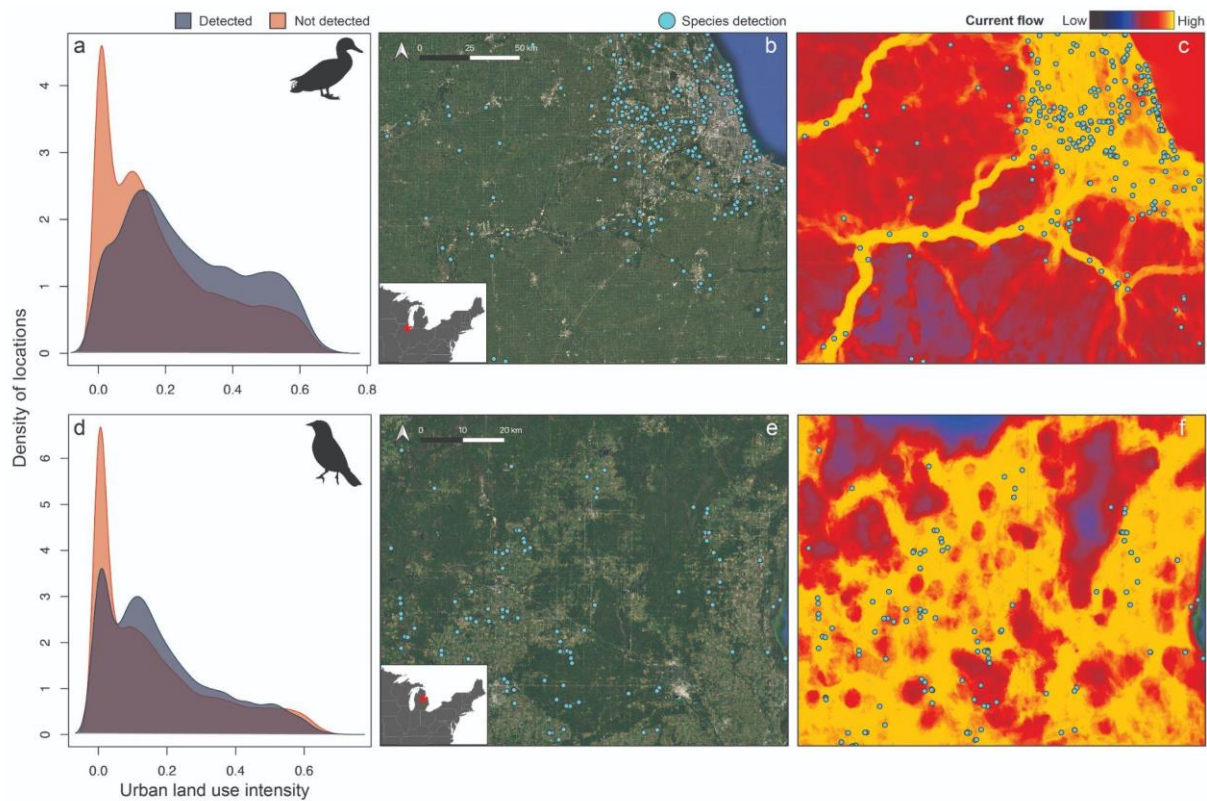 Detected Not detected Species detection Current flow Low High
a
b
c
0 25 50 km
4
3
2
1
0
0.0 0.2 0.4 0.6 0.8
Density of locations
d
e
f
0 10 20 km
6
5
4
3
2
1
0
0.0 0.2 0.4 0.6
Urban land use intensity